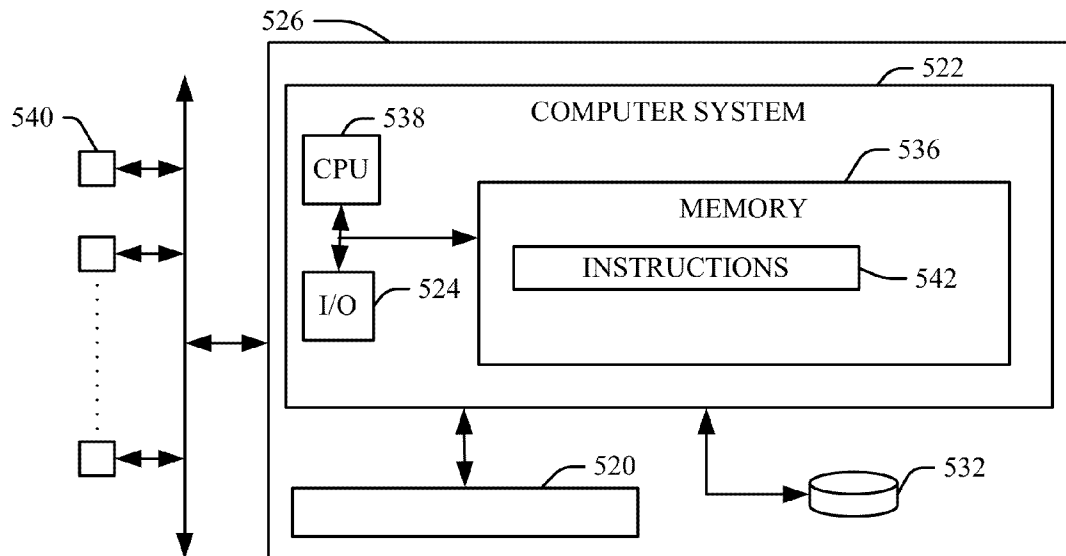 526
522
540
538
COMPUTER SYSTEM
536
CPU
MEMORY
INSTRUCTIONS
542
524
I/O
520
532